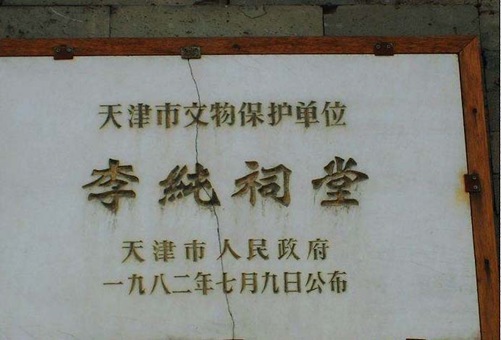 天津市文物保护单位
李純祠堂
天津市人民政府
一九八二年七月九日公布